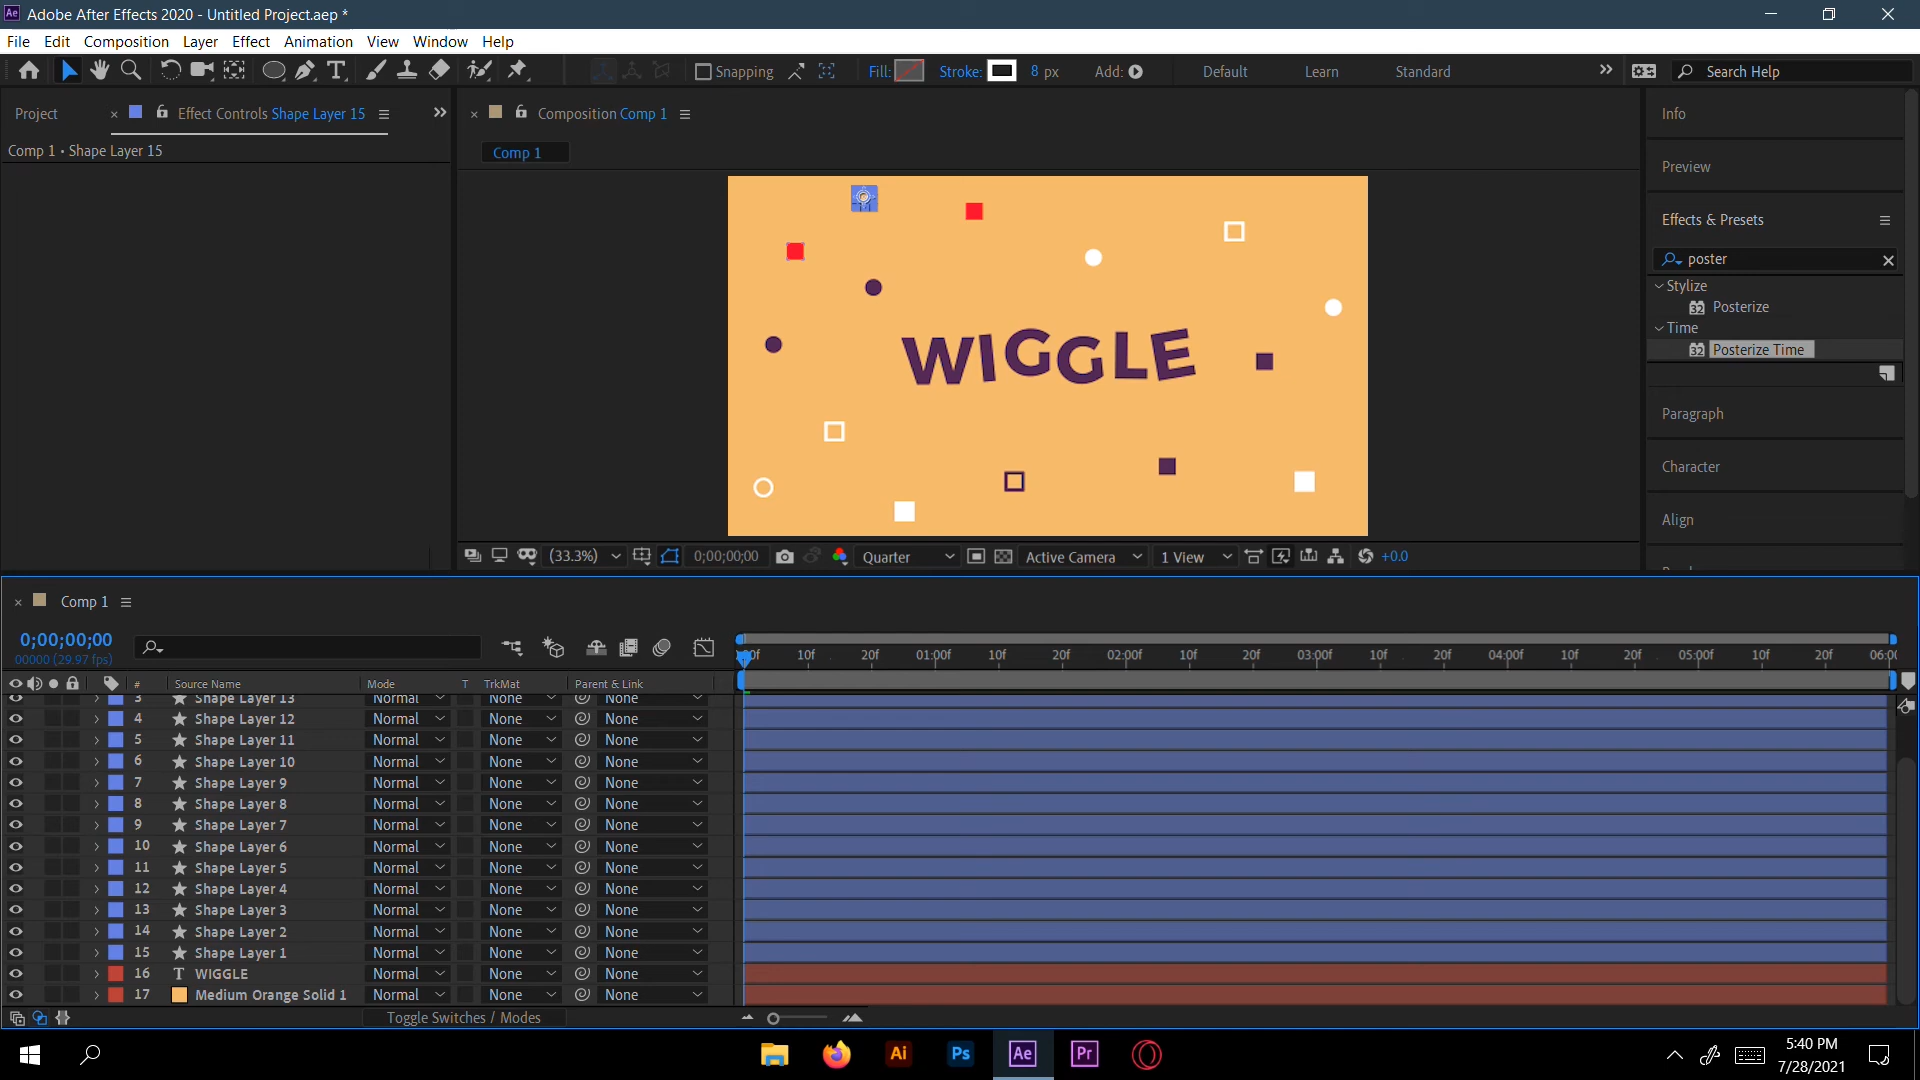 Ae Adobe After Effects 2020 - Untitled Project.aep *
File Edit Composition Layer Effect Animation View Window Help
Snapping Fill: Stroke: 8 px Add: Default Learn Standard Search Help
Project Effect Controls Shape Layer 15
Comp 1 • Shape Layer 15
Composition Comp 1
Comp 1
WIGGLE
(33.3%) 0;00;00;00 Quarter Active Camera 1 View +0.0
Info
Preview
Effects & Presets
poster
Stylize
32 Posterize
Time
32 Posterize Time
Paragraph
Character
Align
Comp 1
0;00;00;00
00000 (29.97 fps)
10f 20f 01:00f 10f 20f 02:00f 10f 20f 03:00f 10f 20f 04:00f 10f 20f 05:00f 10f 20f
# Source Name Mode T TrkMat Parent & Link
3 Shape Layer 13 Normal None None
4 Shape Layer 12 Normal None None
5 Shape Layer 11 Normal None None
6 Shape Layer 10 Normal None None
7 Shape Layer 9 Normal None None
8 Shape Layer 8 Normal None None
9 Shape Layer 7 Normal None None
10 Shape Layer 6 Normal None None
11 Shape Layer 5 Normal None None
12 Shape Layer 4 Normal None None
13 Shape Layer 3 Normal None None
14 Shape Layer 2 Normal None None
15 Shape Layer 1 Normal None None
16 T WIGGLE Normal None None
17 Medium Orange Solid 1 Normal None None
Toggle Switches / Modes
Ai Ps Ae Pr
5:40 PM
7/28/2021